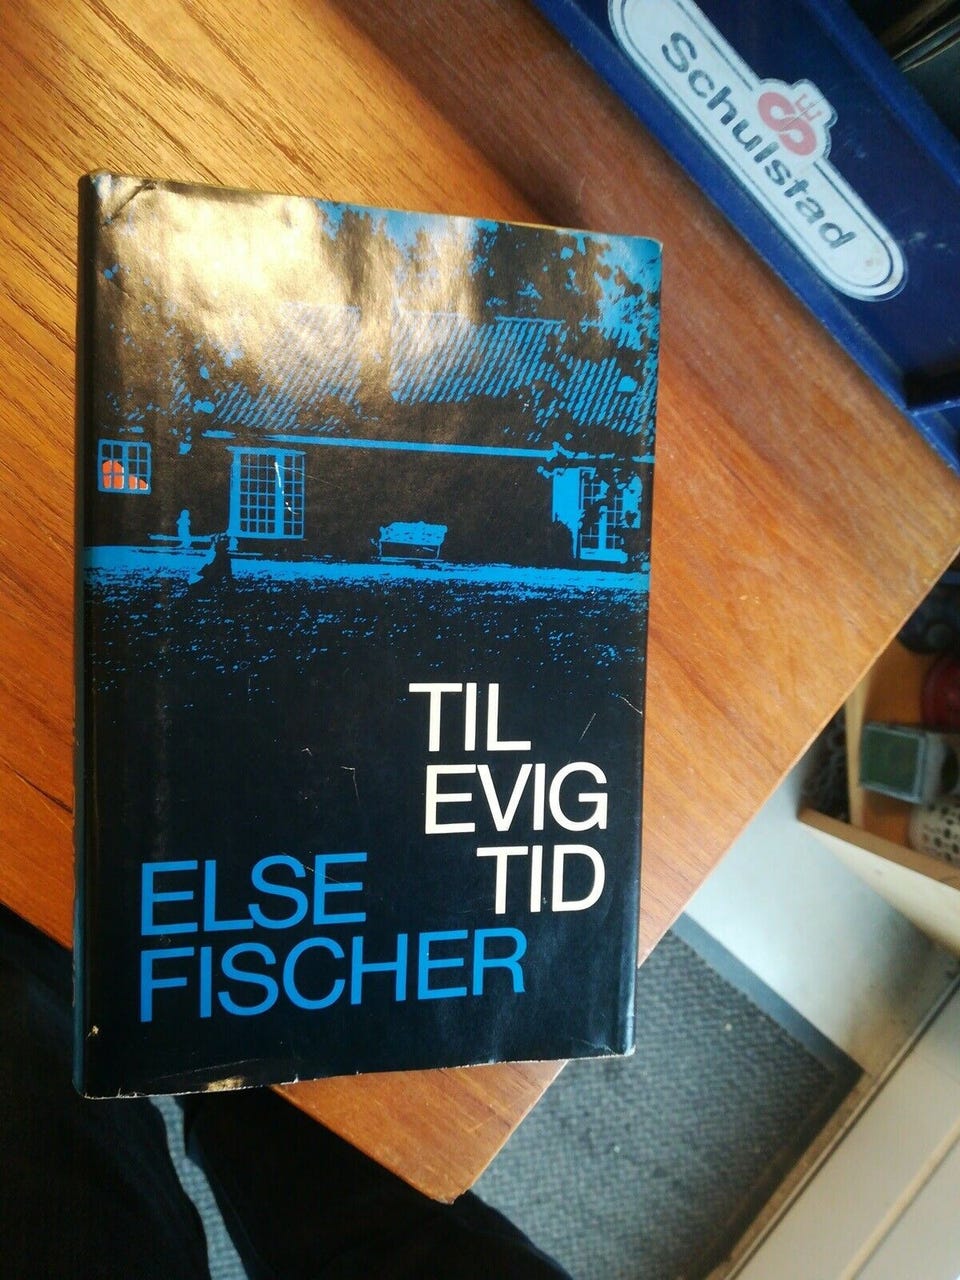 Schulstad
TIL
EVIG
TID
ELSE
FISCHER